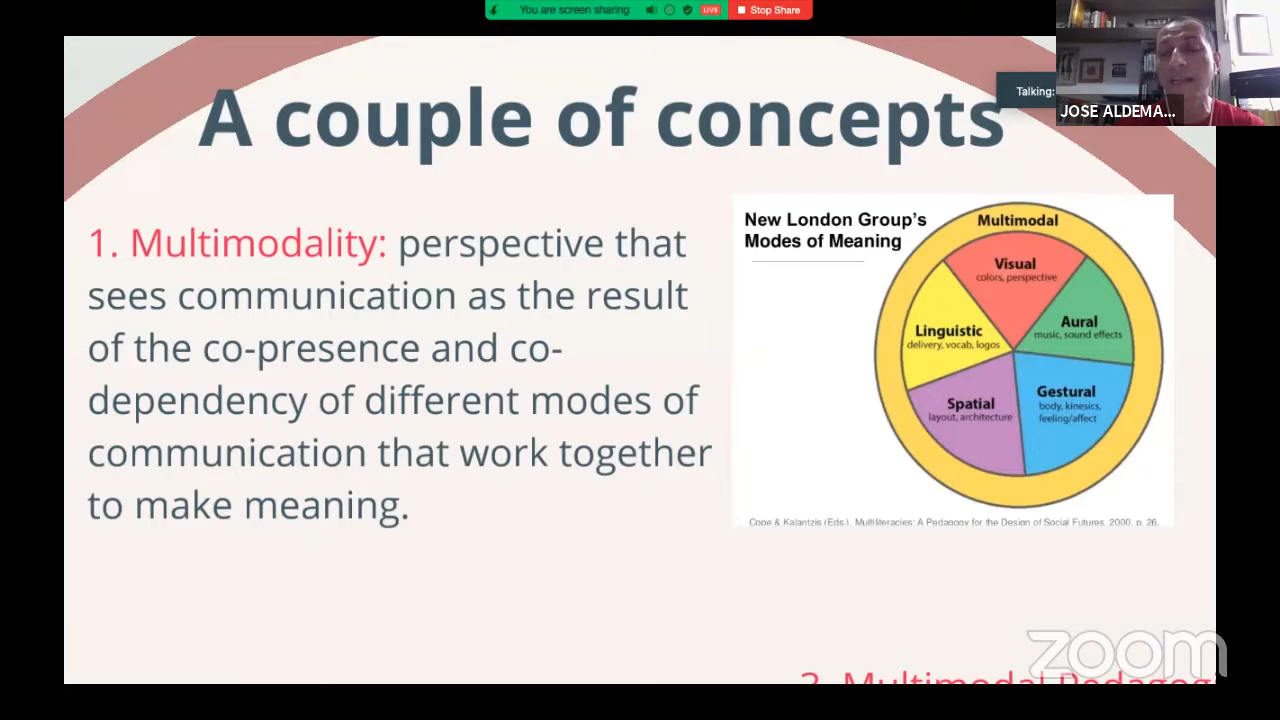 You are screen sharing
LIVE
Stop Share
Talking:
JOSE ALDEMA...
A couple of concepts
1. Multimodality: perspective that
sees communication as the result
of the co-presence and co-
dependency of different modes of
communication that work together
to make meaning.
New London Group's
Modes of Meaning
Multimodal
Visual
colors, perspective
Aural
music, sound effects
Linguistic
delivery, vocab, logos
Gestural
body, kinesics,
feeling/affect
Spatial
layout, architecture
Cope & Kalantzis (Eds.), Multiliteracies: A Pedagogy for the Design of Social Futures, 2000, p. 26.
zoom
Multimodal Pedagogi